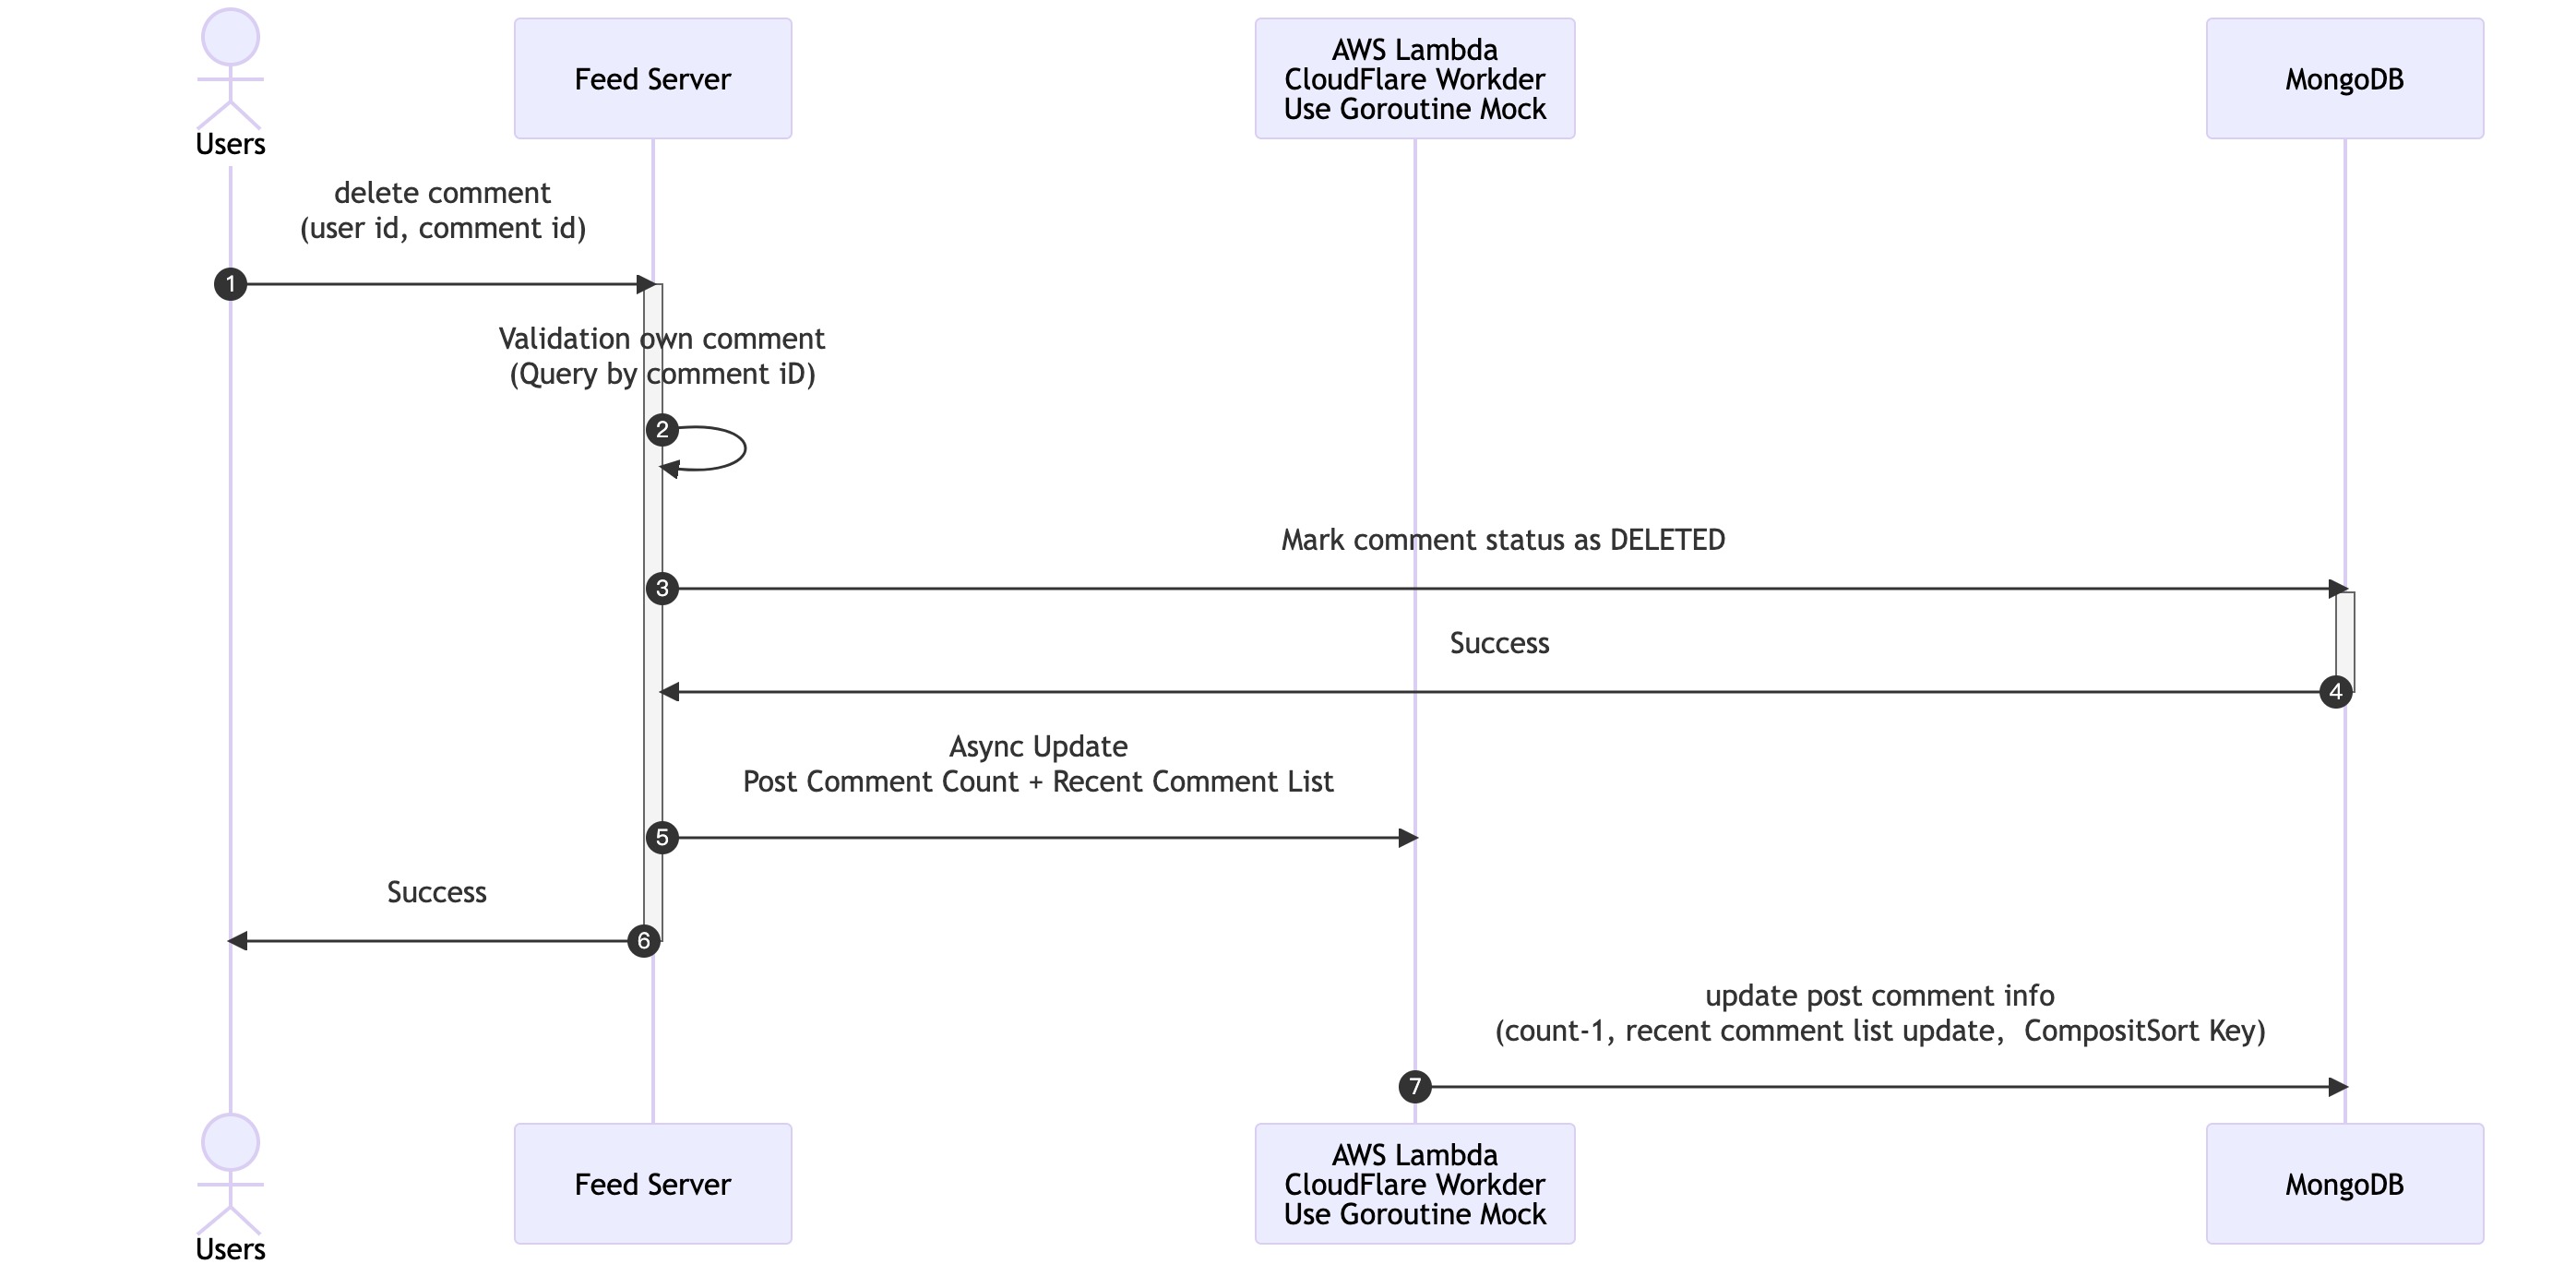 Users
Feed Server
AWS Lambda
CloudFlare Workder
Use Goroutine Mock
MongoDB
delete comment
(user id, comment id)
1
Validation own comment
(Query by comment iD)
2
Mark comment status as DELETED
3
Success
4
Async Update
Post Comment Count + Recent Comment List
5
Success
6
update post comment info
(count-1, recent comment list update,  CompositSort Key)
7
Users
Feed Server
AWS Lambda
CloudFlare Workder
Use Goroutine Mock
MongoDB